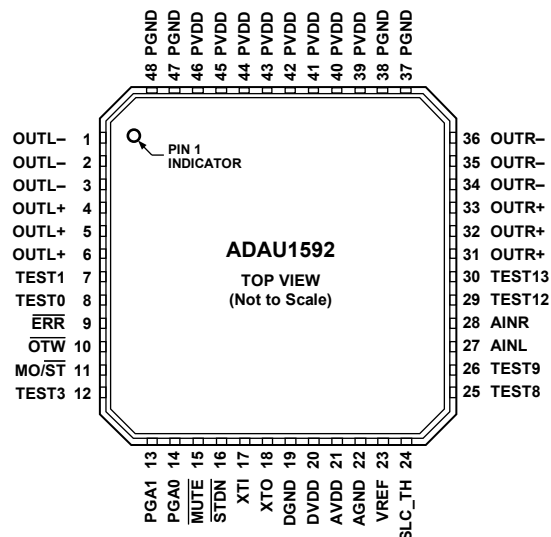 48 PGND
47 PGND
46 PVDD
45 PVDD
44 PVDD
43 PVDD
42 PVDD
41 PVDD
40 PVDD
39 PVDD
38 PGND
37 PGND
OUTL– 1
OUTL– 2
OUTL– 3
OUTL+ 4
OUTL+ 5
OUTL+ 6
TEST1 7
TEST0 8
ERR 9
OTW 10
MO/ST 11
TEST3 12
PIN 1
INDICATOR
ADAU1592
TOP VIEW
(Not to Scale)
36 OUTR–
35 OUTR–
34 OUTR–
33 OUTR+
32 OUTR+
31 OUTR+
30 TEST13
29 TEST12
28 AINR
27 AINL
26 TEST9
25 TEST8
PGA1 13
PGA0 14
MUTE 15
STDN 16
XTI 17
XTO 18
DGND 19
DVDD 20
AVDD 21
AGND 22
VREF 23
SLC_TH 24